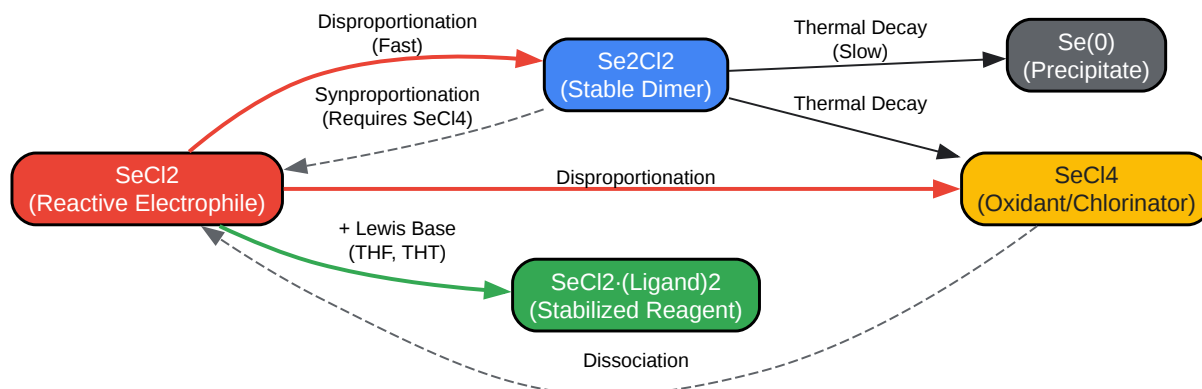 Disproportionation
(Fast)
Se2Cl2
(Stable Dimer)
Thermal Decay
(Slow)
Se(0)
(Precipitate)
Synproportionation
(Requires SeCl4)
Thermal Decay
SeCl2
(Reactive Electrophile)
Disproportionation
SeCl4
(Oxidant/Chlorinator)
+ Lewis Base
(THF, THT)
SeCl2·(Ligand)2
(Stabilized Reagent)
Dissociation